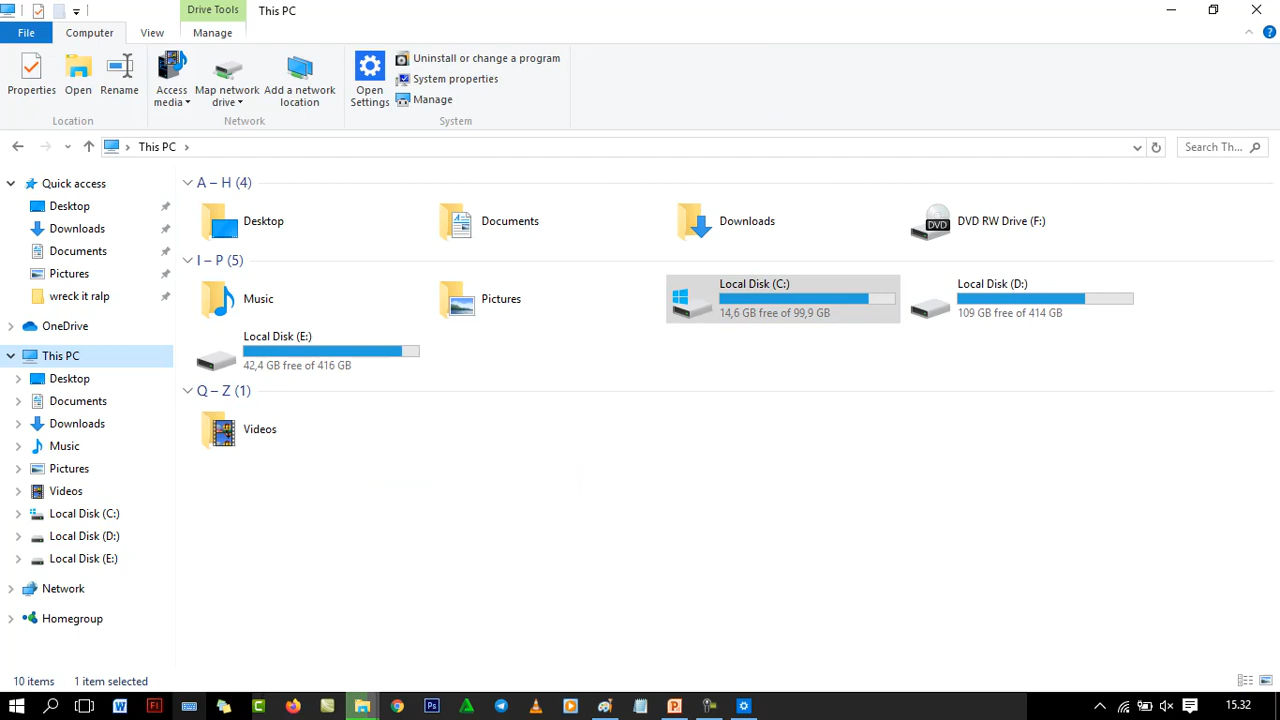 Drive Tools
This PC
File
Computer
View
Manage
Properties
Open
Rename
Access media
Map network drive
Add a network location
Open Settings
Uninstall or change a program
System properties
Manage
Location
Network
System
This PC
Search Th...
Quick access
Desktop
Downloads
Documents
Pictures
wreck it ralp
OneDrive
This PC
Desktop
Documents
Downloads
Music
Pictures
Videos
Local Disk (C:)
Local Disk (D:)
Local Disk (E:)
Network
Homegroup
A – H (4)
Desktop
Documents
Downloads
DVD
DVD RW Drive (F:)
I – P (5)
Music
Pictures
Local Disk (C:)
14,6 GB free of 99,9 GB
Local Disk (D:)
109 GB free of 414 GB
Local Disk (E:)
42,4 GB free of 416 GB
Q – Z (1)
Videos
10 items
1 item selected
15.32